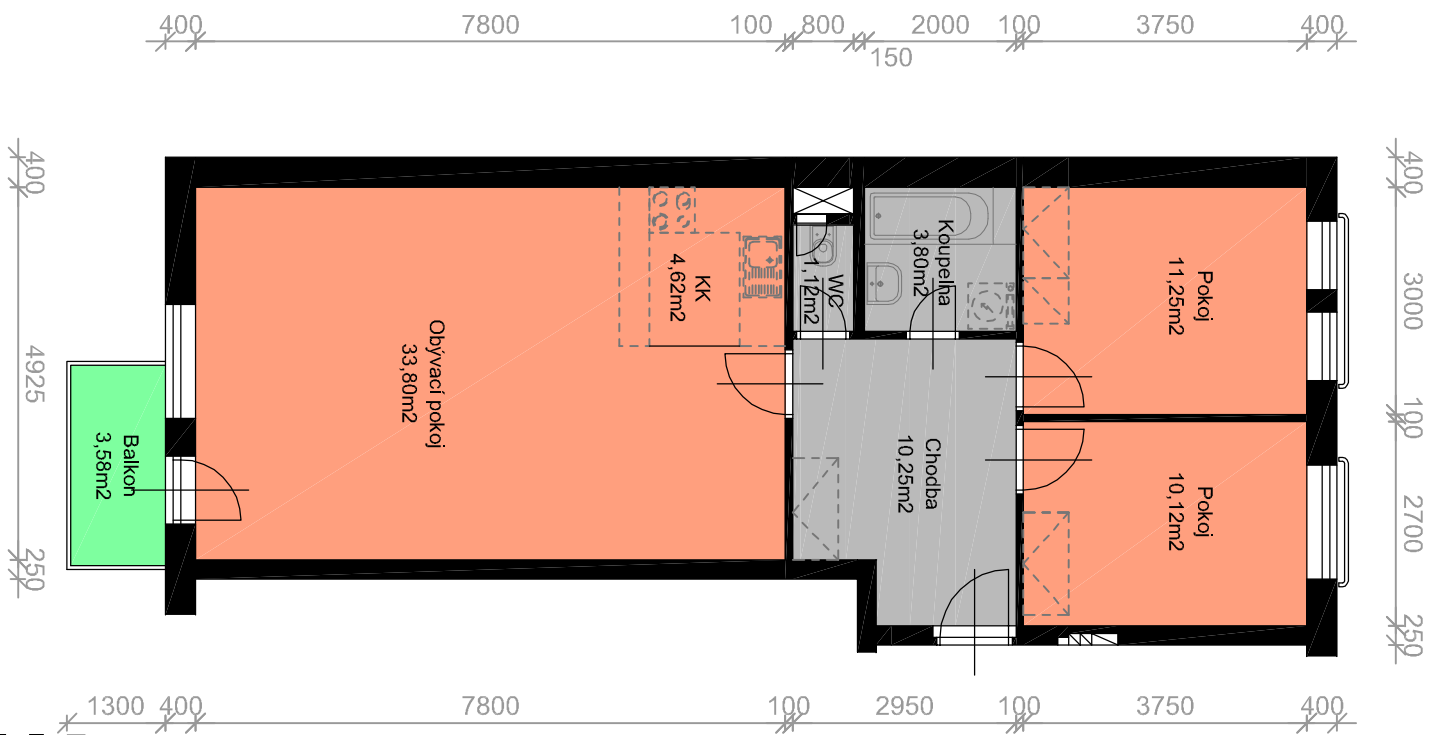 400 7800 100 800 2000 100 3750 400
150
400
4925
250
Obývací pokoj
33,80m2
KK
4,62m2
WC
1,12m2
Koupelna
3,80m2
Pokoj
11,25m2
Balkon
3,58m2
Chodba
10,25m2
Pokoj
10,12m2
400
3000
100
2700
250
1300 400 7800 100 2950 100 3750 400